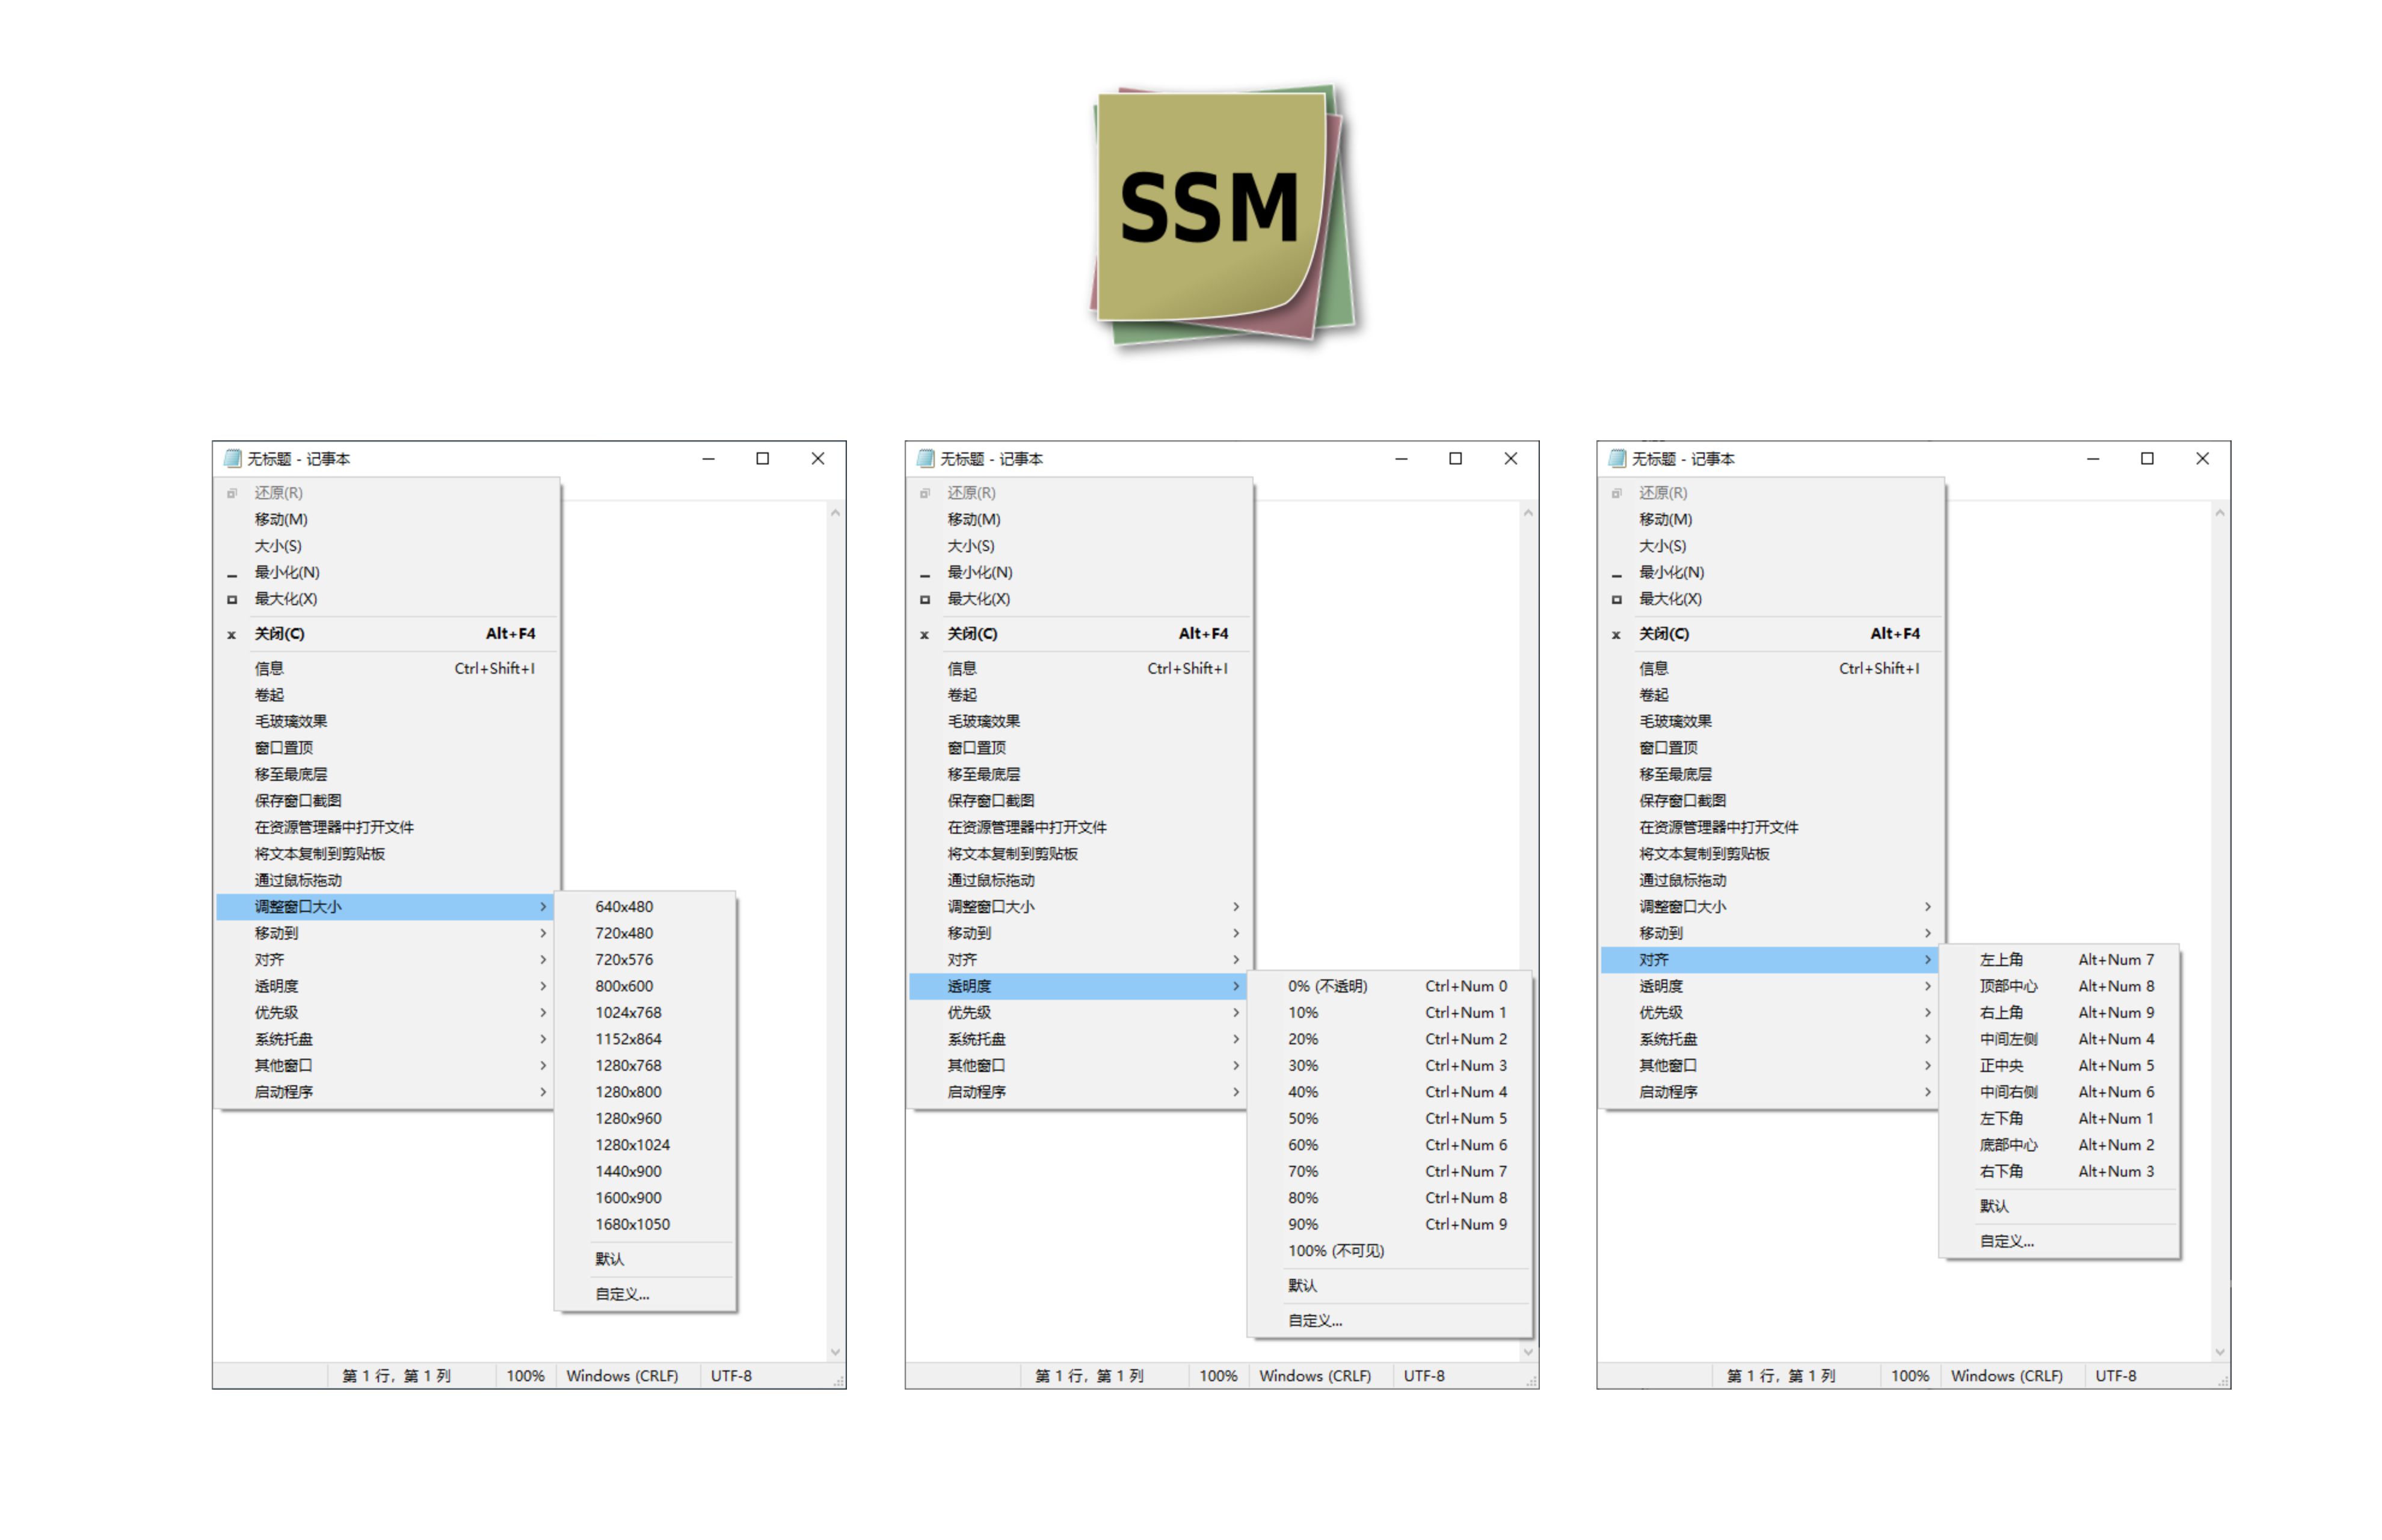 SSM
无标题 - 记事本
还原(R)
移动(M)
大小(S)
最小化(N)
最大化(X)
关闭(C) Alt+F4
信息 Ctrl+Shift+I
卷起
毛玻璃效果
窗口置顶
移至最底层
保存窗口截图
在资源管理器中打开文件
将文本复制到剪贴板
通过鼠标拖动
调整窗口大小
移动到
对齐
透明度
优先级
系统托盘
其他窗口
启动程序
640x480
720x480
720x576
800x600
1024x768
1152x864
1280x768
1280x800
1280x960
1280x1024
1440x900
1600x900
1680x1050
默认
自定义...
第 1 行, 第 1 列 100% Windows (CRLF) UTF-8
无标题 - 记事本
还原(R)
移动(M)
大小(S)
最小化(N)
最大化(X)
关闭(C) Alt+F4
信息 Ctrl+Shift+I
卷起
毛玻璃效果
窗口置顶
移至最底层
保存窗口截图
在资源管理器中打开文件
将文本复制到剪贴板
通过鼠标拖动
调整窗口大小
移动到
对齐
透明度
优先级
系统托盘
其他窗口
启动程序
0% (不透明) Ctrl+Num 0
10% Ctrl+Num 1
20% Ctrl+Num 2
30% Ctrl+Num 3
40% Ctrl+Num 4
50% Ctrl+Num 5
60% Ctrl+Num 6
70% Ctrl+Num 7
80% Ctrl+Num 8
90% Ctrl+Num 9
100% (不可见)
默认
自定义...
第 1 行, 第 1 列 100% Windows (CRLF) UTF-8
无标题 - 记事本
还原(R)
移动(M)
大小(S)
最小化(N)
最大化(X)
关闭(C) Alt+F4
信息 Ctrl+Shift+I
卷起
毛玻璃效果
窗口置顶
移至最底层
保存窗口截图
在资源管理器中打开文件
将文本复制到剪贴板
通过鼠标拖动
调整窗口大小
移动到
对齐
透明度
优先级
系统托盘
其他窗口
启动程序
左上角 Alt+Num 7
顶部中心 Alt+Num 8
右上角 Alt+Num 9
中间左侧 Alt+Num 4
正中央 Alt+Num 5
中间右侧 Alt+Num 6
左下角 Alt+Num 1
底部中心 Alt+Num 2
右下角 Alt+Num 3
默认
自定义...
第 1 行, 第 1 列 100% Windows (CRLF) UTF-8